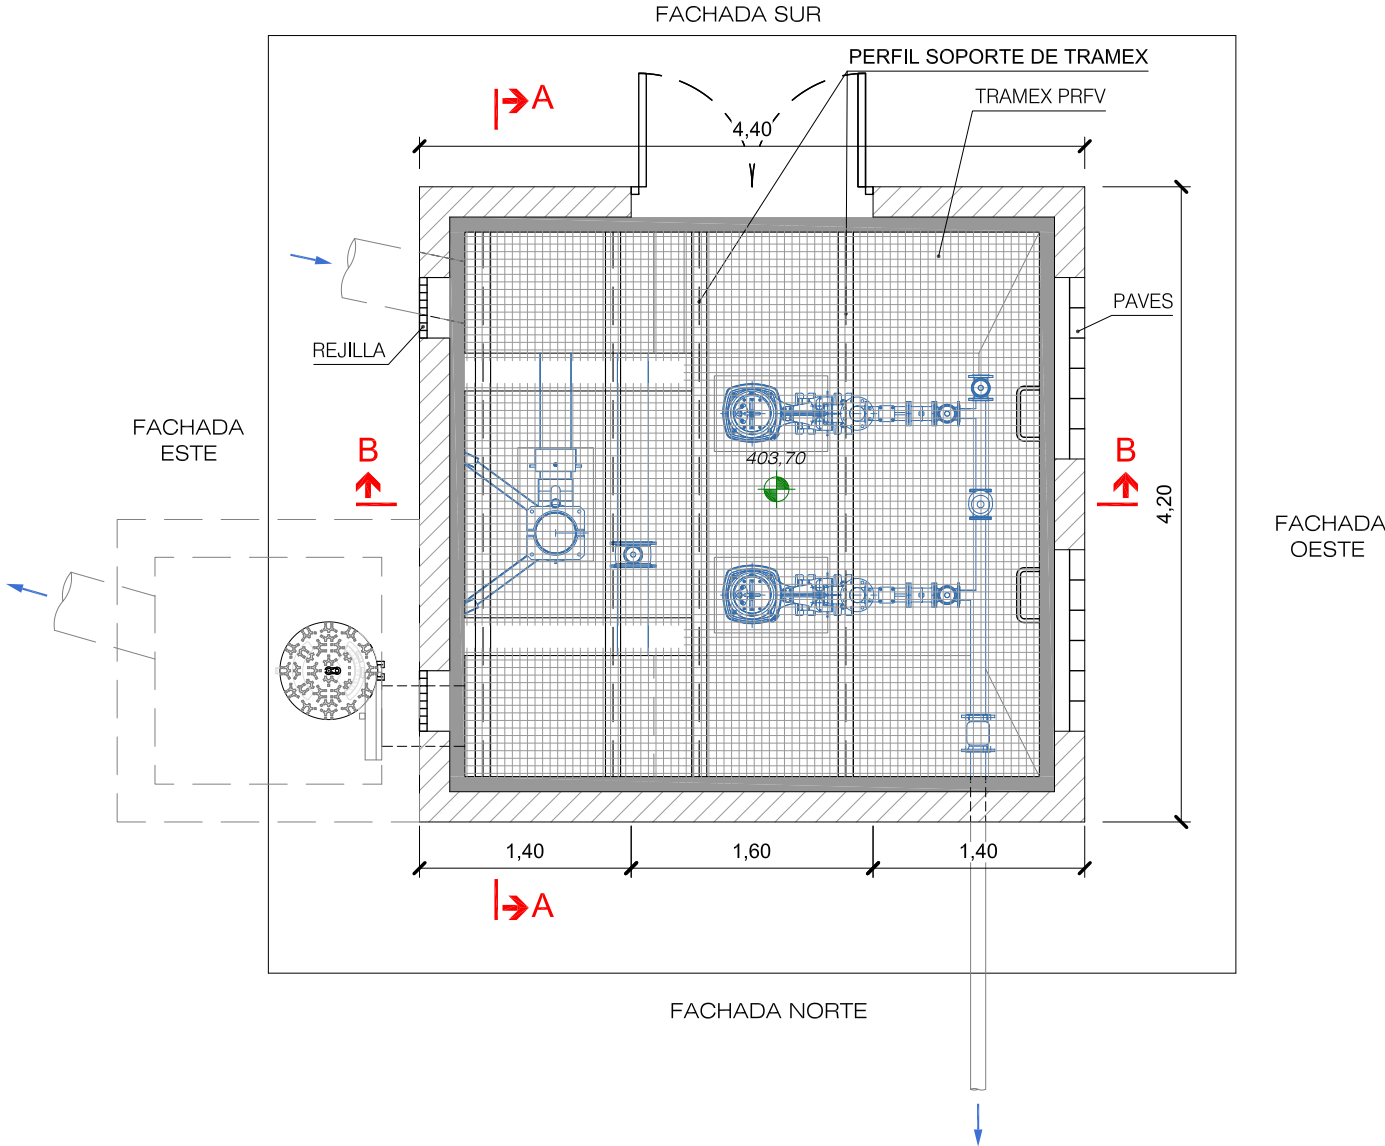 FACHADA SUR
PERFIL SOPORTE DE TRAMEX
TRAMEX PRFV
A
4,40
PAVES
REJILLA
FACHADA
ESTE
B
403,70
B
4,20
FACHADA
OESTE
1,40
1,60
1,40
A
FACHADA NORTE